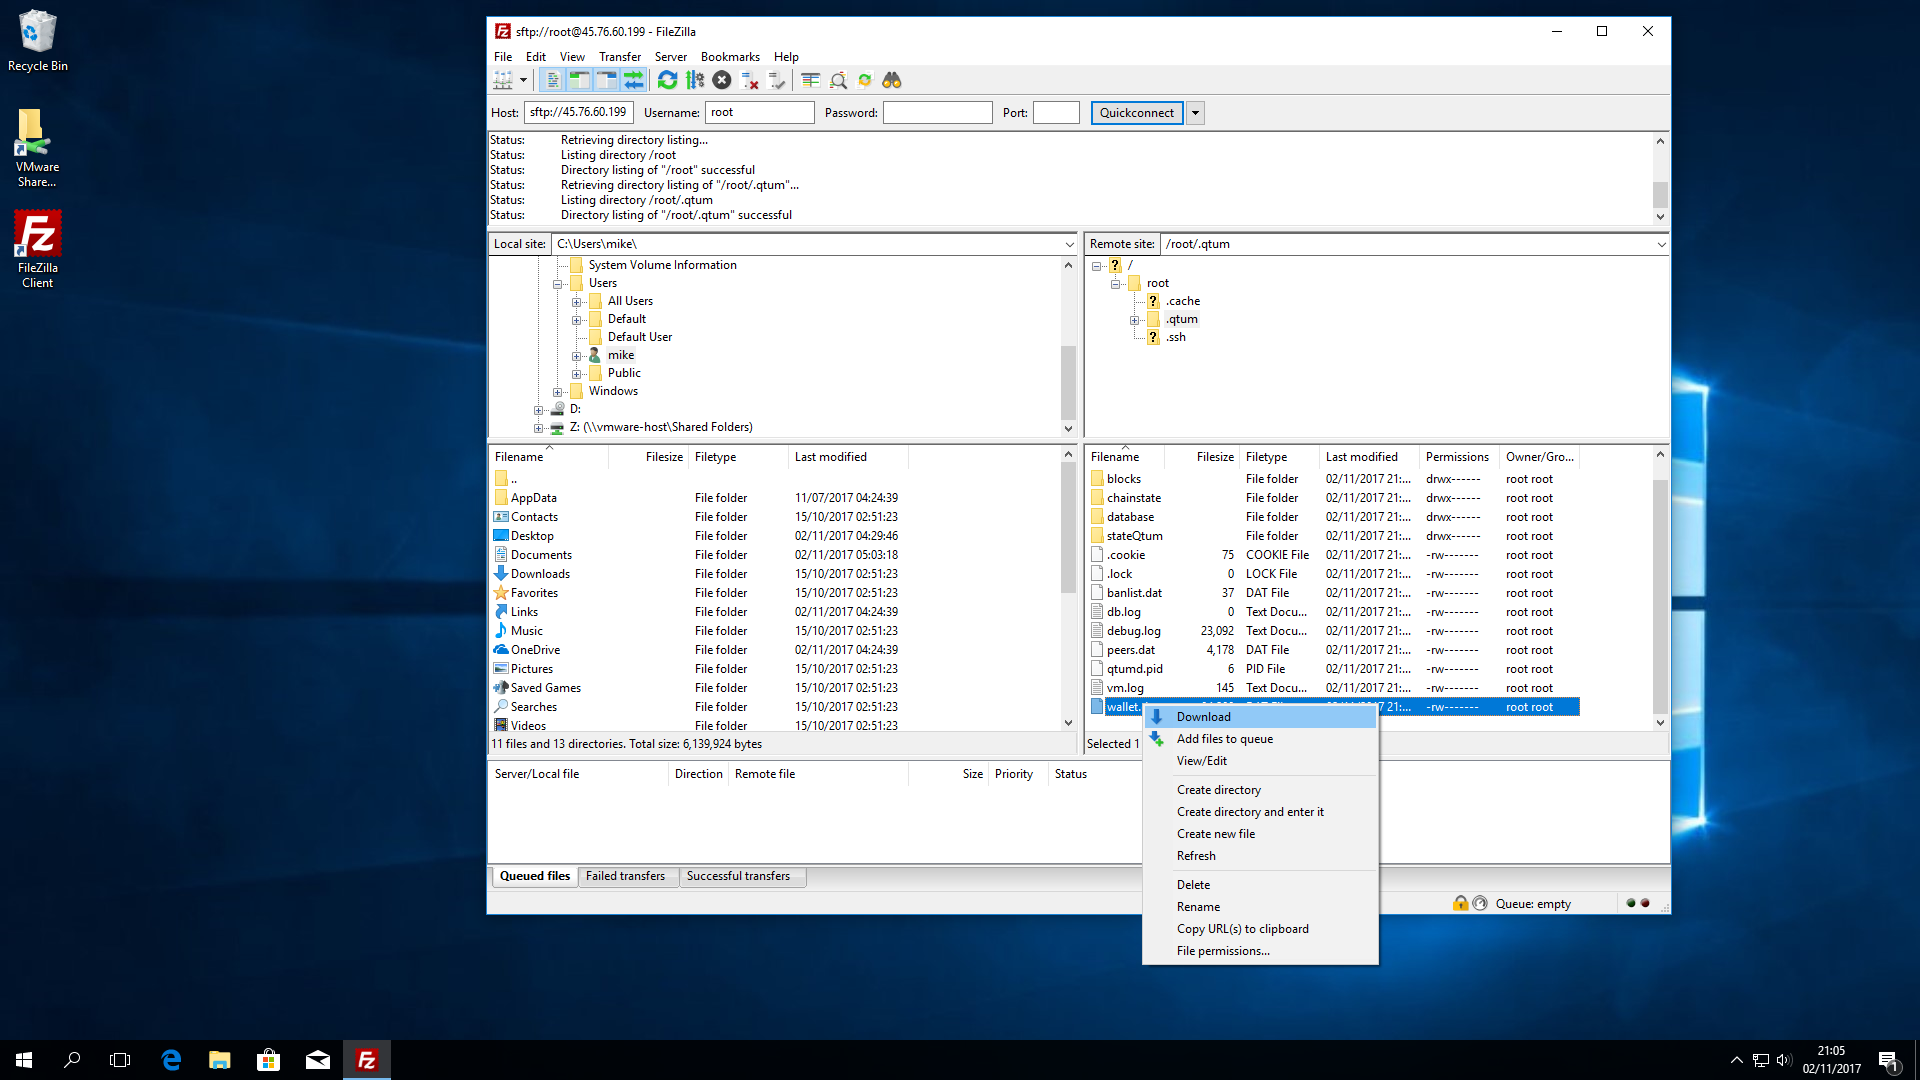 Recycle Bin
VMware
Share...
FileZilla
Client
sftp://root@45.76.60.199 - FileZilla
File Edit View Transfer Server Bookmarks Help
Host: sftp://45.76.60.199 Username: root Password: Port: Quickconnect
Status: Retrieving directory listing...
Status: Listing directory /root
Status: Directory listing of "/root" successful
Status: Retrieving directory listing of "/root/.qtum"...
Status: Listing directory /root/.qtum
Status: Directory listing of "/root/.qtum" successful
Local site: C:\Users\mike\
System Volume Information
Users
All Users
Default
Default User
mike
Public
Windows
D:
Z: (\\vmware-host\Shared Folders)
Remote site: /root/.qtum
/
root
.cache
.qtum
.ssh
Filename Filesize Filetype Last modified
..
AppData File folder 11/07/2017 04:24:39
Contacts File folder 15/10/2017 02:51:23
Desktop File folder 02/11/2017 04:29:46
Documents File folder 02/11/2017 05:03:18
Downloads File folder 15/10/2017 02:51:23
Favorites File folder 15/10/2017 02:51:23
Links File folder 02/11/2017 04:24:39
Music File folder 15/10/2017 02:51:23
OneDrive File folder 02/11/2017 04:24:39
Pictures File folder 15/10/2017 02:51:23
Saved Games File folder 15/10/2017 02:51:23
Searches File folder 15/10/2017 02:51:23
Videos File folder 15/10/2017 02:51:23
11 files and 13 directories. Total size: 6,139,924 bytes
Filename Filesize Filetype Last modified Permissions Owner/Gro...
blocks File folder 02/11/2017 21:... drwx------ root root
chainstate File folder 02/11/2017 21:... drwx------ root root
database File folder 02/11/2017 21:... drwx------ root root
stateQtum File folder 02/11/2017 21:... drwx------ root root
.cookie 75 COOKIE File 02/11/2017 21:... -rw------- root root
.lock 0 LOCK File 02/11/2017 21:... -rw------- root root
banlist.dat 37 DAT File 02/11/2017 21:... -rw------- root root
db.log 0 Text Docu... 02/11/2017 21:... -rw------- root root
debug.log 23,092 Text Docu... 02/11/2017 21:... -rw------- root root
peers.dat 4,178 DAT File 02/11/2017 21:... -rw------- root root
qtumd.pid 6 PID File 02/11/2017 21:... -rw------- root root
vm.log 145 Text Docu... 02/11/2017 21:... -rw------- root root
wallet. 7 21:... -rw------- root root
Selected 1
Download
Add files to queue
View/Edit
Create directory
Create directory and enter it
Create new file
Refresh
Delete
Rename
Copy URL(s) to clipboard
File permissions...
Server/Local file Direction Remote file Size Priority Status
Queued files Failed transfers Successful transfers
Queue: empty
21:05
02/11/2017
1